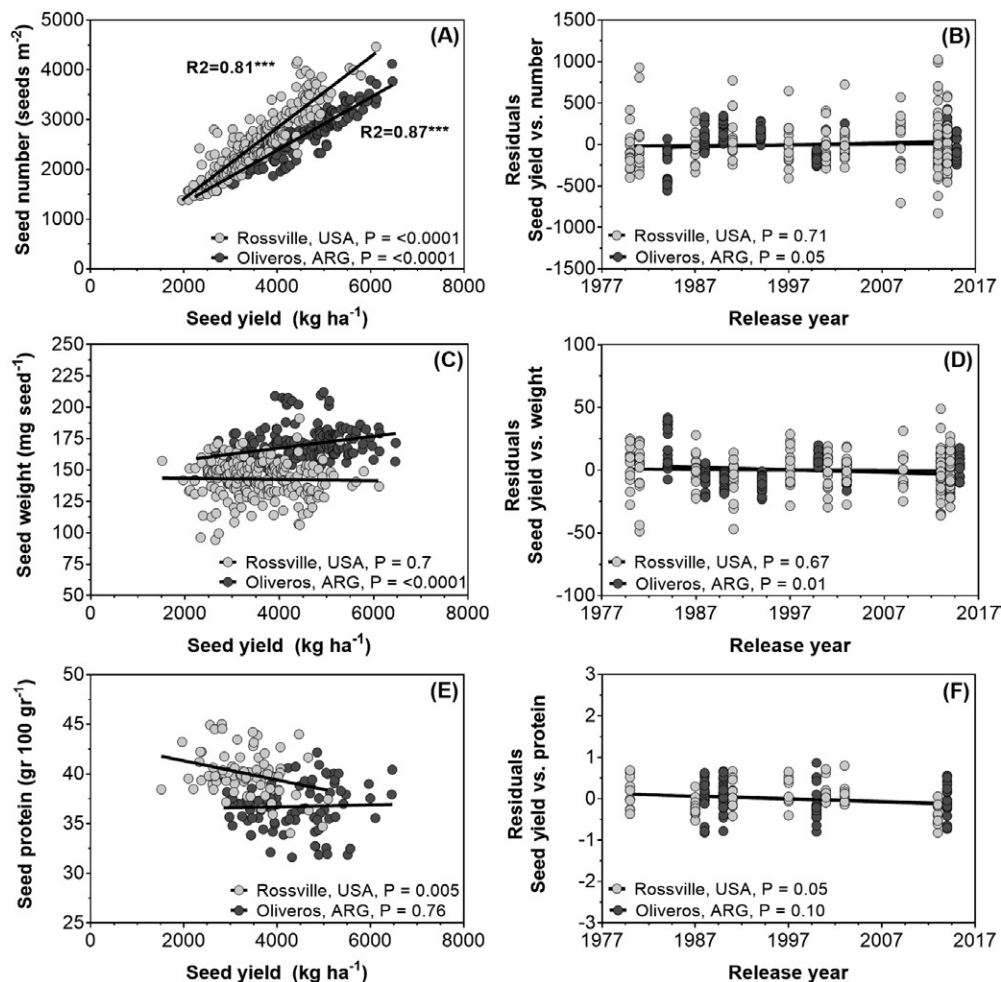 (A)
Seed number (seeds m-2)
5000
4000
3000
2000
1000
0
R2=0.81***
R2=0.87***
Rossville, USA, P = <0.0001
Oliveros, ARG, P = <0.0001
0 2000 4000 6000 8000
Seed yield (kg ha-1)
(B)
Residuals
Seed yield vs. number
1500
1000
500
0
-500
-1000
-1500
Rossville, USA, P = 0.71
Oliveros, ARG, P = 0.05
1977 1987 1997 2007 2017
Release year
(C)
Seed weight (mg seed-1)
250
225
200
175
150
125
100
75
50
Rossville, USA, P = 0.7
Oliveros, ARG, P = <0.0001
0 2000 4000 6000 8000
Seed yield (kg ha-1)
(D)
Residuals
Seed yield vs. weight
100
50
0
-50
-100
Rossville, USA, P = 0.67
Oliveros, ARG, P = 0.01
1977 1987 1997 2007 2017
Release year
(E)
Seed protein (gr 100 gr-1)
50
45
40
35
30
25
Rossville, USA, P = 0.005
Oliveros, ARG, P = 0.76
0 2000 4000 6000 8000
Seed yield (kg ha-1)
(F)
Residuals
Seed yield vs. protein
3
2
1
0
-1
-2
-3
Rossville, USA, P = 0.05
Oliveros, ARG, P = 0.10
1977 1987 1997 2007 2017
Release year